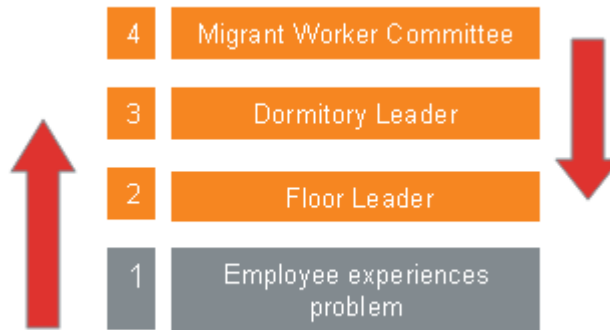 4 Migrant Worker Committee
3 Dormitory Leader
2 Floor Leader
1 Employee experiences
problem